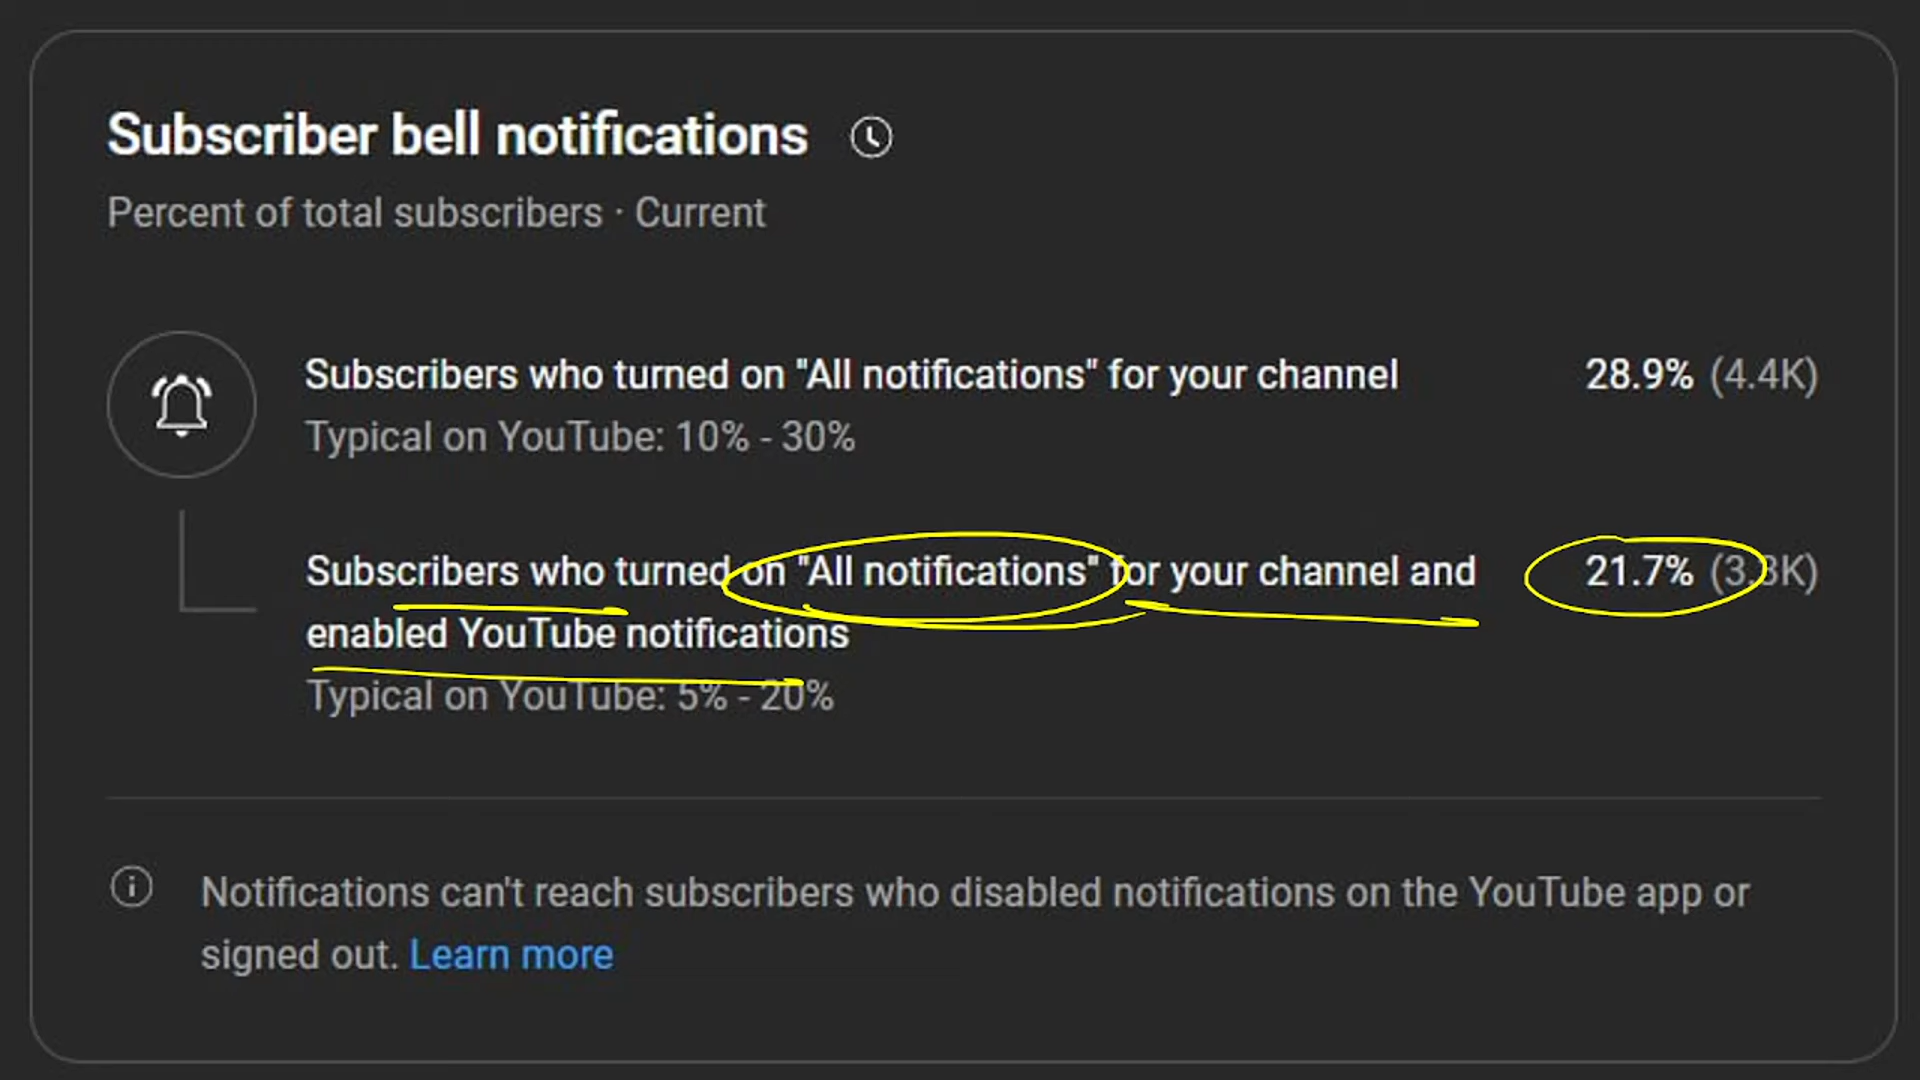 Subscriber bell notifications
Percent of total subscribers · Current
Subscribers who turned on "All notifications" for your channel 28.9% (4.4K)
Typical on YouTube: 10% - 30%
Subscribers who turned on "All notifications" for your channel and 21.7% (3.3K)
enabled YouTube notifications
Typical on YouTube: 5% - 20%
Notifications can't reach subscribers who disabled notifications on the YouTube app or
signed out. Learn more